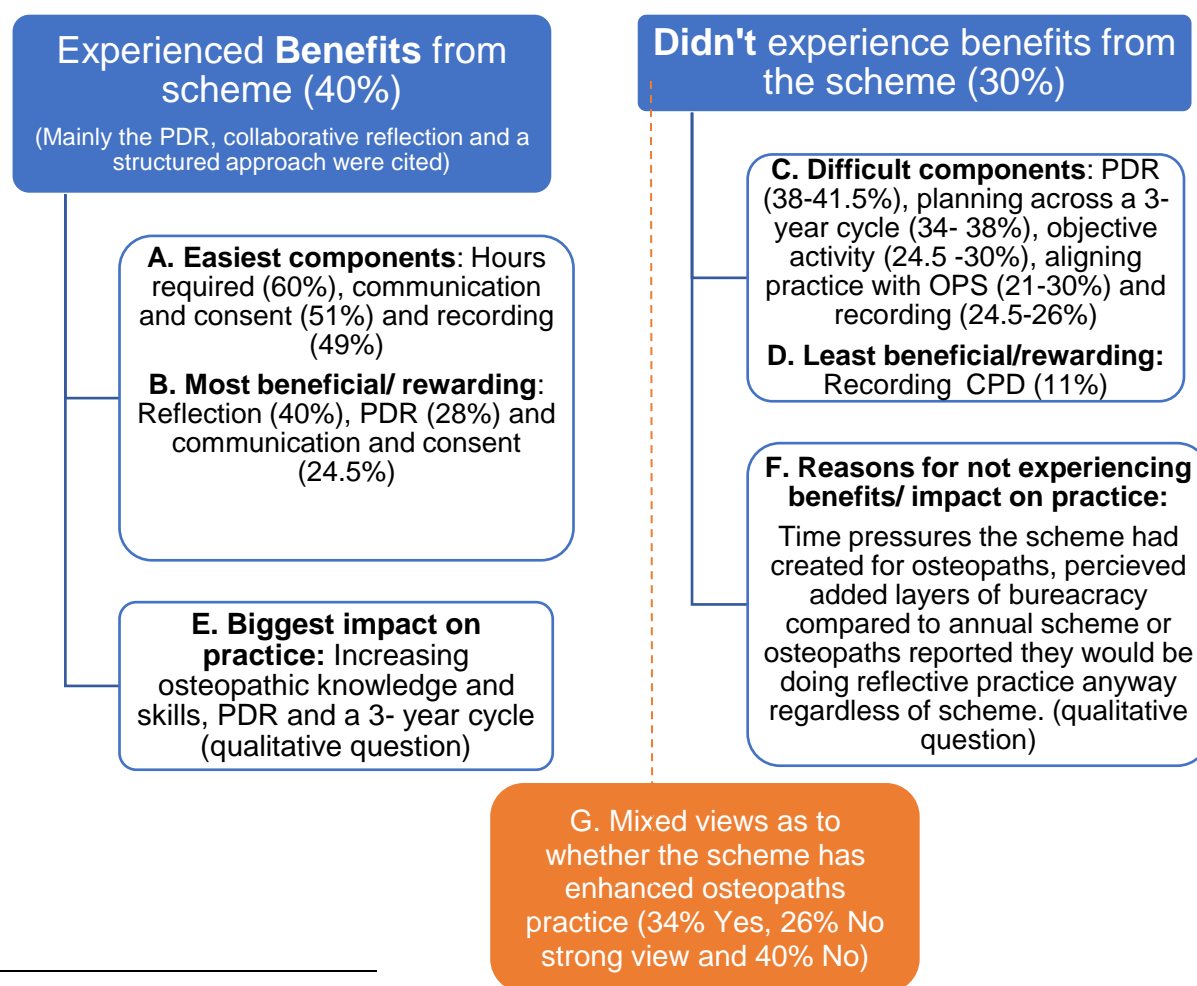 Experienced Benefits from
scheme (40%)
(Mainly the PDR, collaborative reflection and a
structured approach were cited)
A. Easiest components: Hours
required (60%), communication
and consent (51%) and recording
(49%)
B. Most beneficial/ rewarding:
Reflection (40%), PDR (28%) and
communication and consent
(24.5%)
E. Biggest impact on
practice: Increasing
osteopathic knowledge and
skills, PDR and a 3- year cycle
(qualitative question)
Didn't experience benefits from
the scheme (30%)
C. Difficult components: PDR
(38-41.5%), planning across a 3-
year cycle (34- 38%), objective
activity (24.5 -30%), aligning
practice with OPS (21-30%) and
recording (24.5-26%)
D. Least beneficial/rewarding:
Recording CPD (11%)
F. Reasons for not experiencing
benefits/ impact on practice:
Time pressures the scheme had
created for osteopaths, percieved
added layers of bureacracy
compared to annual scheme or
osteopaths reported they would be
doing reflective practice anyway
regardless of scheme. (qualitative
question)
G. Mixed views as to
whether the scheme has
enhanced osteopaths
practice (34% Yes, 26% No
strong view and 40% No)